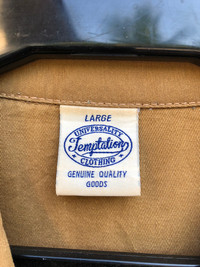 LARGE
UNIVERSALITY
Temptation
CLOTHING
GENUINE QUALITY
GOODS